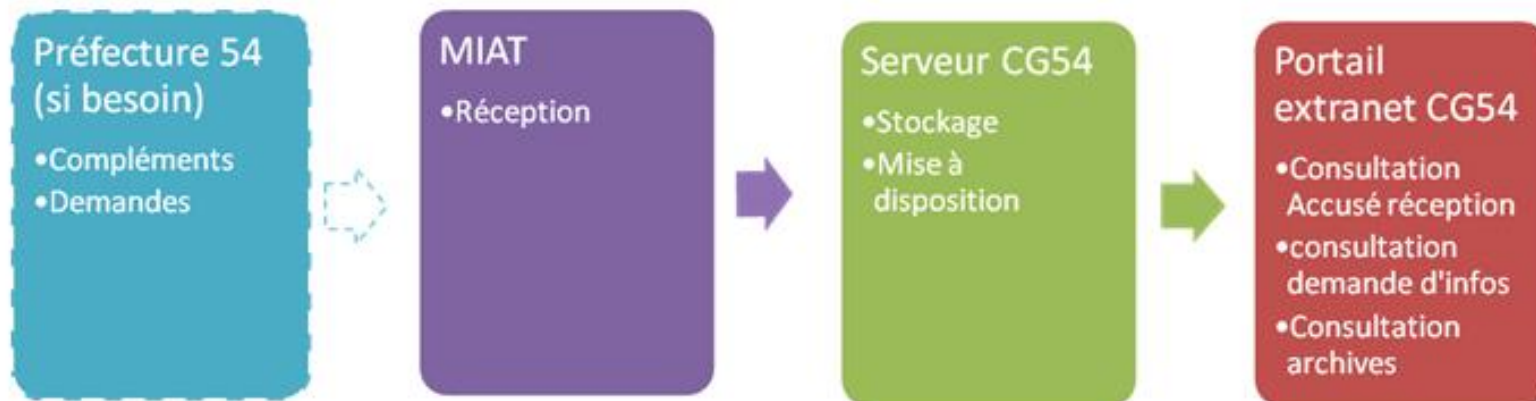 Préfecture 54
(si besoin)
•Compléments
•Demandes
MIAT
•Réception
Serveur CG54
•Stockage
•Mise à
disposition
Portail
extranet CG54
•Consultation
Accusé réception
•consultation
demande d'infos
•Consultation
archives